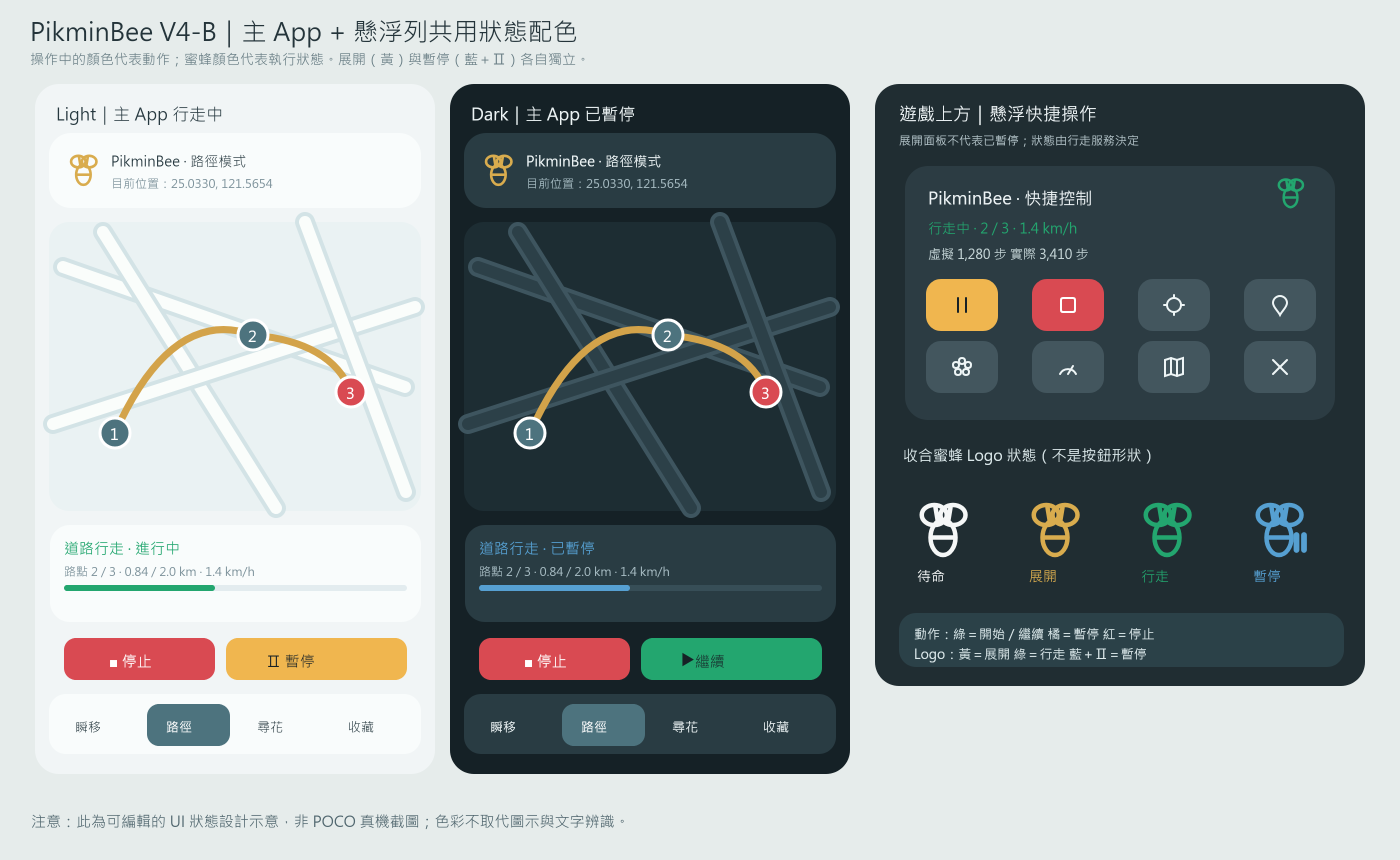 PikminBee V4-B｜主 App + 懸浮列共用狀態配色
操作中的顏色代表動作；蜜蜂顏色代表執行狀態。展開（黃）與暫停（藍＋Ⅱ）各自獨立。
Light｜主 App 行走中
PikminBee · 路徑模式
目前位置：25.0330, 121.5654
1
2
3
道路行走 · 進行中
路點 2 / 3 · 0.84 / 2.0 km · 1.4 km/h
■ 停止
Ⅱ 暫停
瞬移
路徑
尋花
收藏
Dark｜主 App 已暫停
PikminBee · 路徑模式
目前位置：25.0330, 121.5654
1
2
3
道路行走 · 已暫停
路點 2 / 3 · 0.84 / 2.0 km · 1.4 km/h
■ 停止
▶繼續
瞬移
路徑
尋花
收藏
遊戲上方｜懸浮快捷操作
展開面板不代表已暫停；狀態由行走服務決定
PikminBee · 快捷控制
行走中 · 2 / 3 · 1.4 km/h
虛擬 1,280 步 實際 3,410 步
收合蜜蜂 Logo 狀態（不是按鈕形狀）
待命
展開
行走
暫停
動作：綠＝開始 / 繼續 橘＝暫停 紅＝停止
Logo：黃＝展開 綠＝行走 藍＋Ⅱ＝暫停
注意：此為可編輯的 UI 狀態設計示意，非 POCO 真機截圖；色彩不取代圖示與文字辨識。